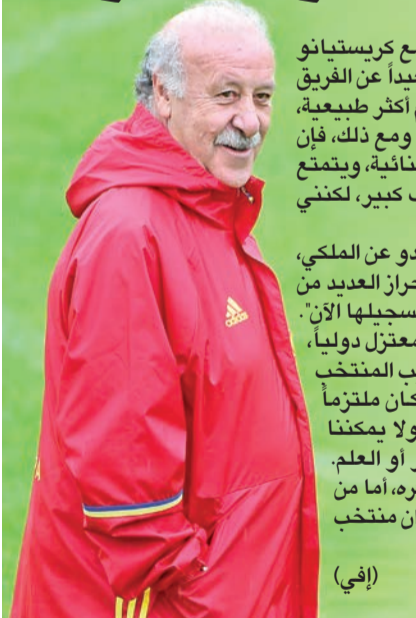 ع كريستيانو
يداً عن الفريق
أكثر طبيعية،
ومع ذلك، فإن
نائية، ويتمتع
كبير، لكنني
دو عن الملكي،
حراز العديد من
سجيلها الآن".
معتزل دولياً،
ب المنتخب
كان ملتزماً
ولا يمكننا
أو العلم.
ره، أما من
ان منتخب
(إفي)
adidas